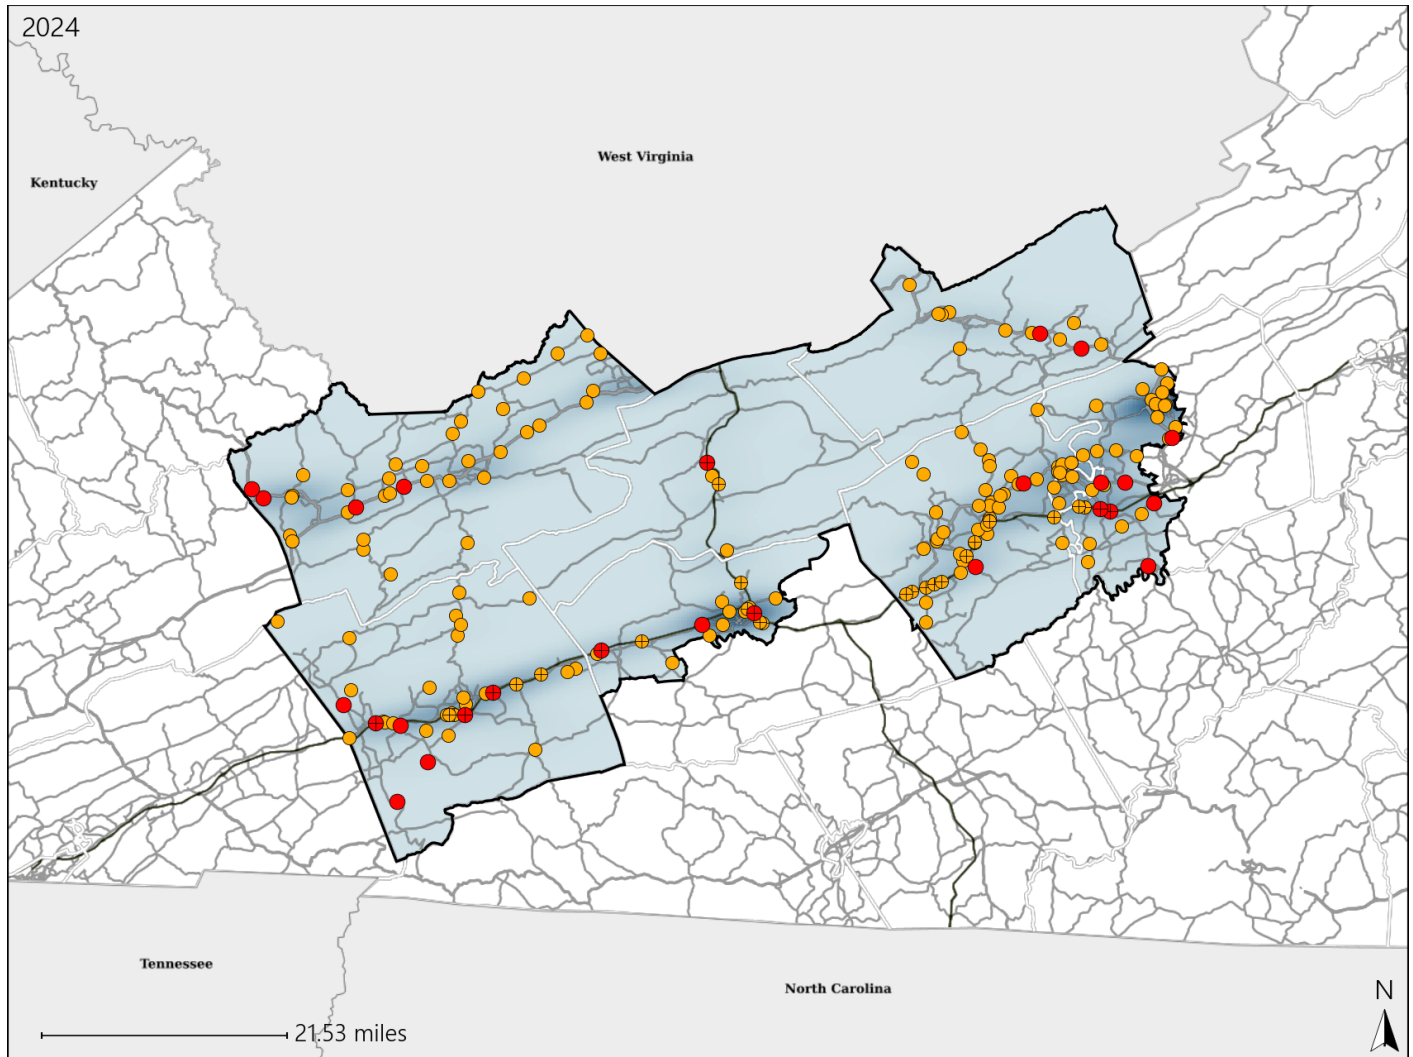 2024
West Virginia
Kentucky
Tennessee
North Carolina
N
21.53 miles